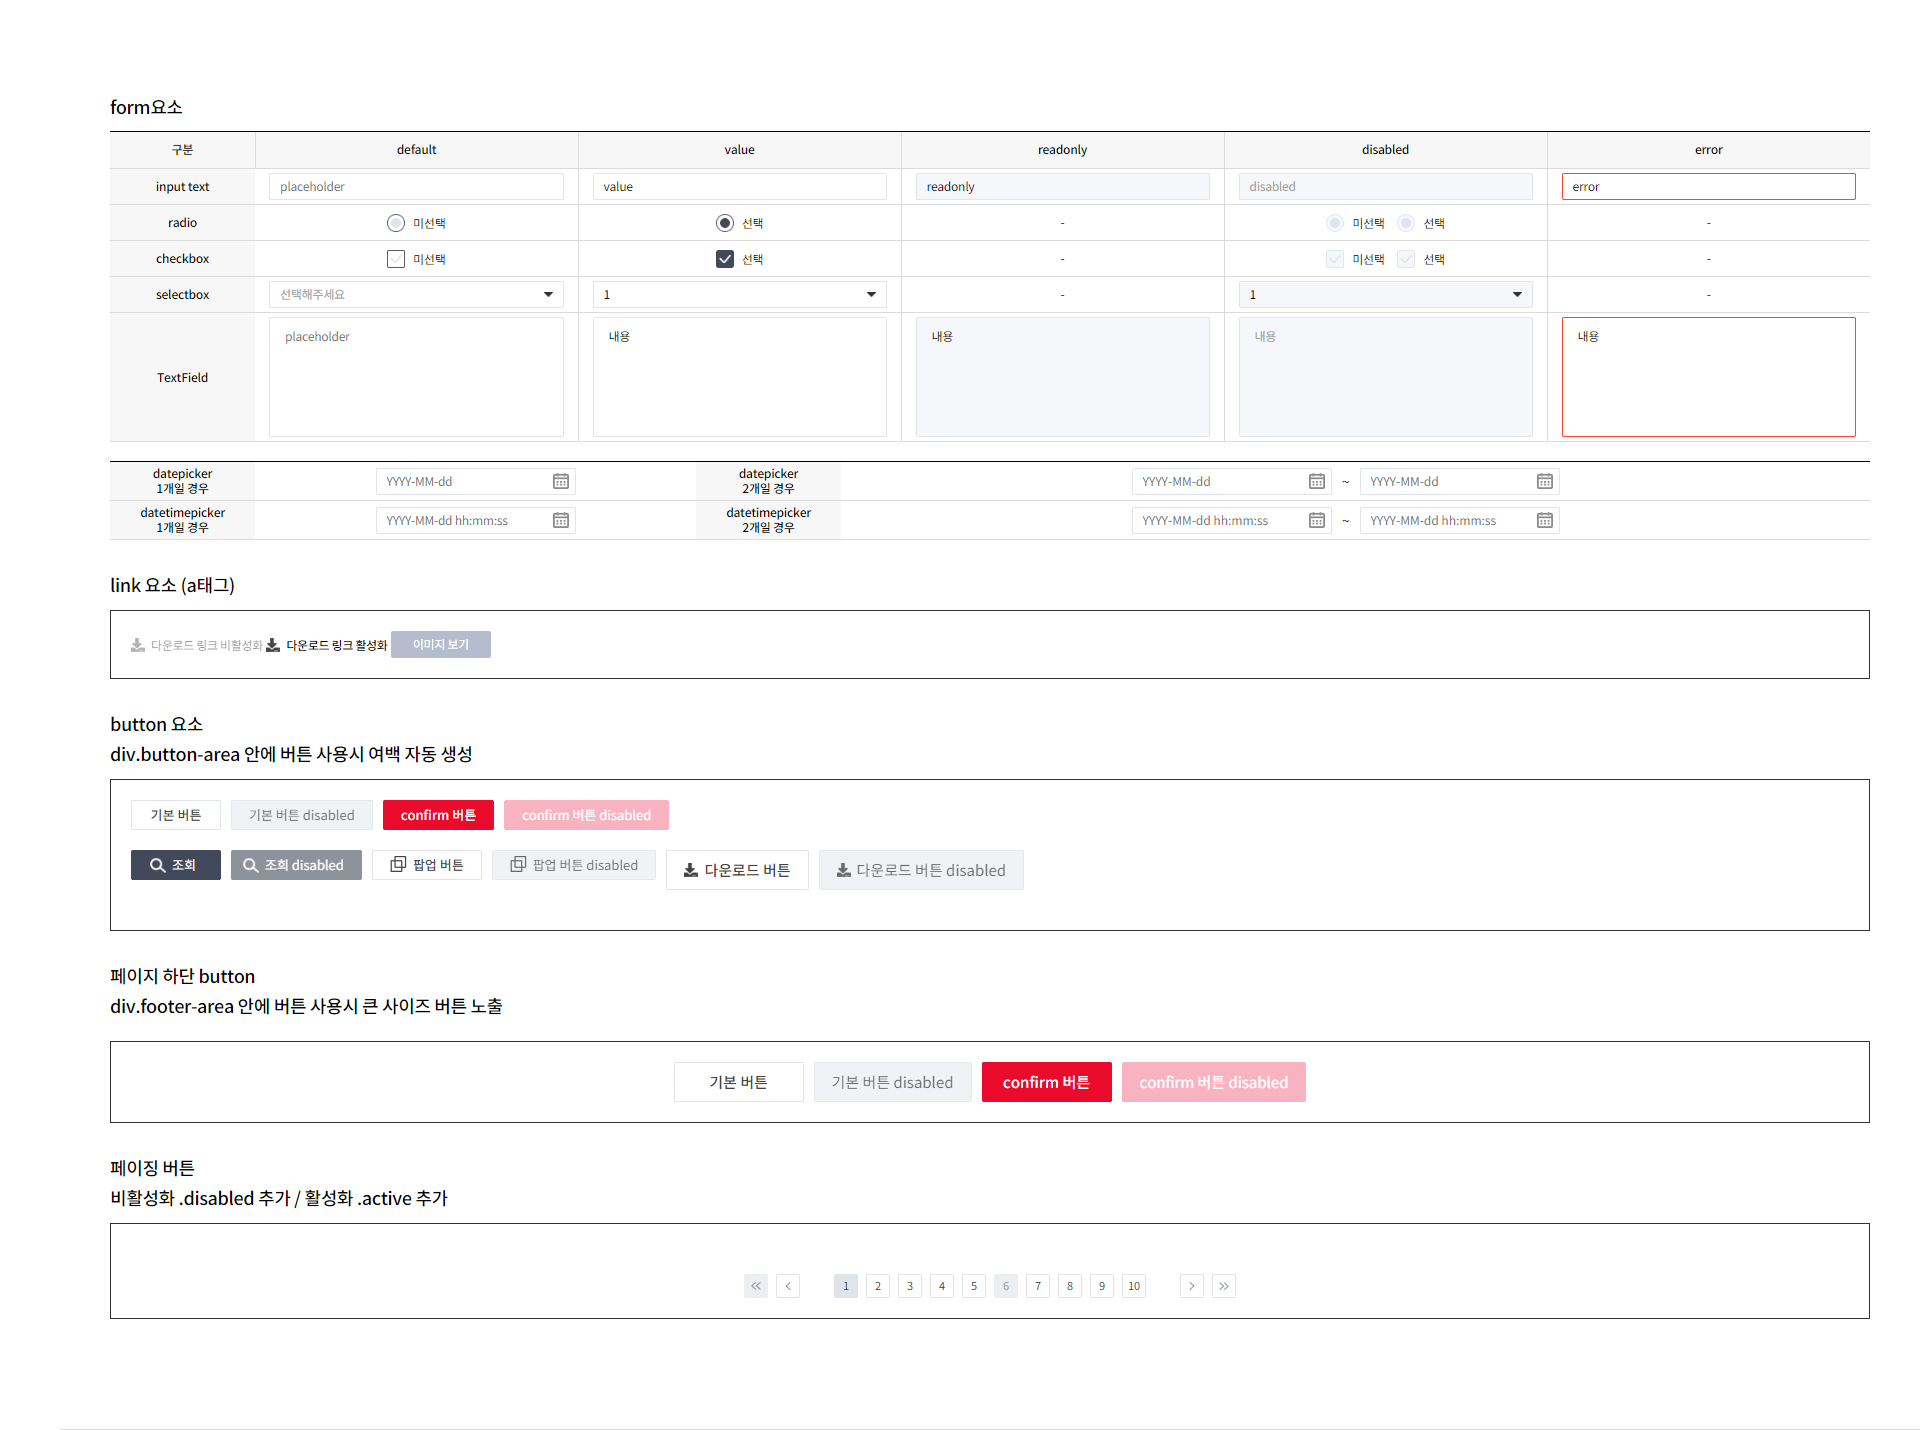 form요소
구분 default value readonly disabled error
input text placeholder value readonly disabled error
radio 미선택 선택 - 미선택 선택 -
checkbox 미선택 선택 - 미선택 선택 -
selectbox 선택해주세요 1 - 1 -
TextField placeholder 내용 내용 내용 내용
datepicker
1개일 경우
YYYY-MM-dd
datepicker
2개일 경우
YYYY-MM-dd ~ YYYY-MM-dd
datetimepicker
1개일 경우
YYYY-MM-dd hh:mm:ss
datetimepicker
2개일 경우
YYYY-MM-dd hh:mm:ss ~ YYYY-MM-dd hh:mm:ss
link 요소 (a태그)
다운로드 링크 비활성화 다운로드 링크 활성화 이미지 보기
button 요소
div.button-area 안에 버튼 사용시 여백 자동 생성
기본 버튼 기본 버튼 disabled confirm 버튼 confirm 버튼 disabled
조회 조회 disabled 팝업 버튼 팝업 버튼 disabled 다운로드 버튼 다운로드 버튼 disabled
페이지 하단 button
div.footer-area 안에 버튼 사용시 큰 사이즈 버튼 노출
기본 버튼 기본 버튼 disabled confirm 버튼 confirm 버튼 disabled
페이징 버튼
비활성화 .disabled 추가 / 활성화 .active 추가
1 2 3 4 5 6 7 8 9 10